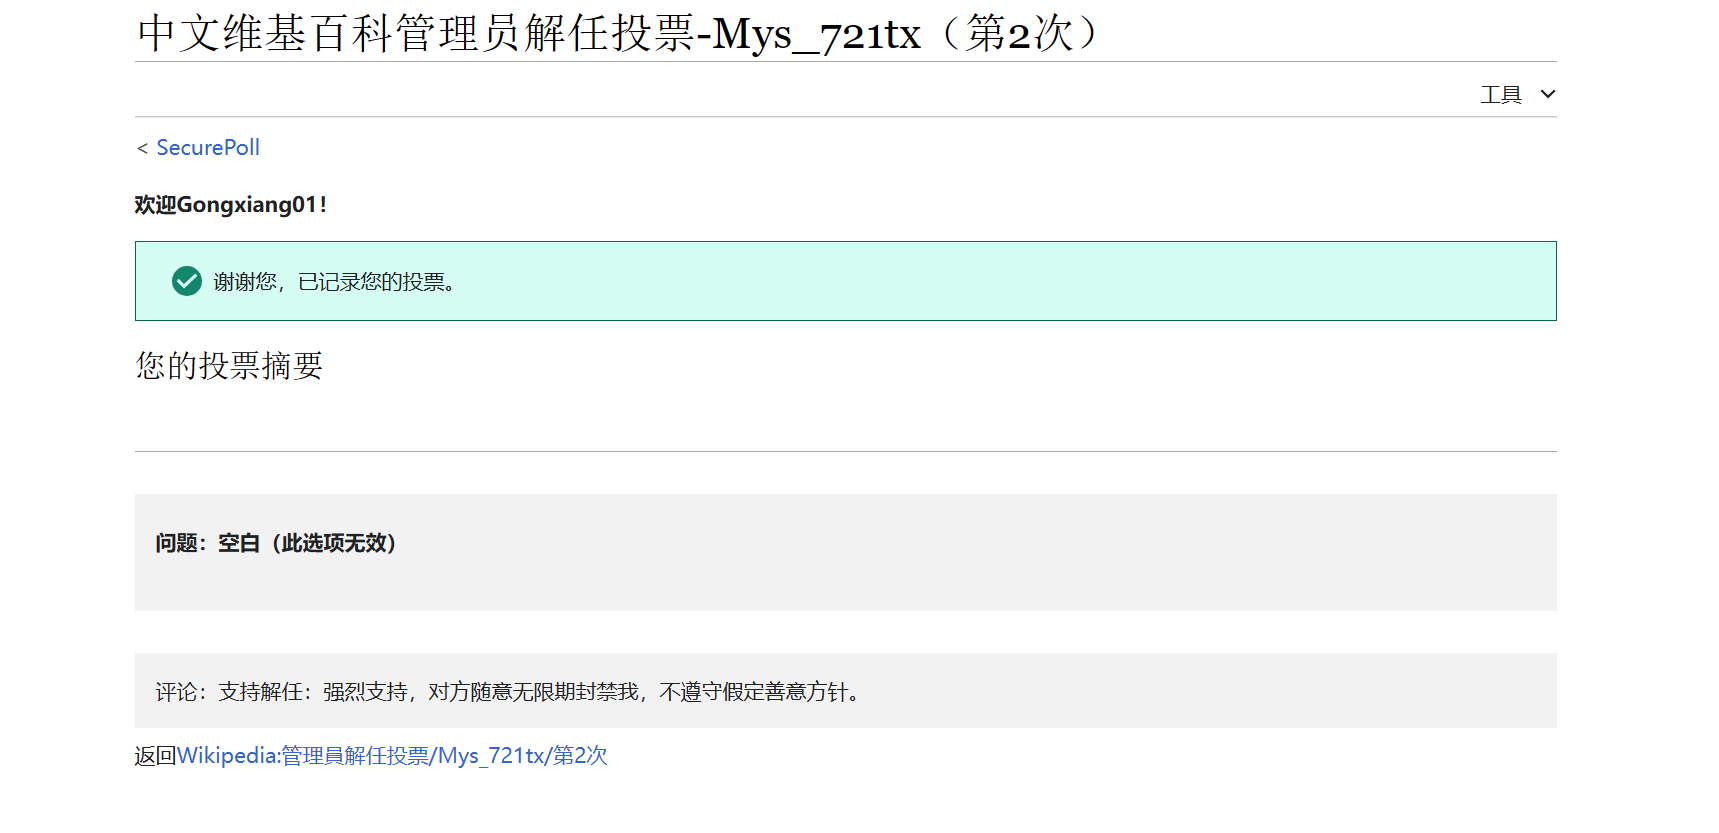 中文维基百科管理员解任投票-Mys_721tx（第2次）
工具
< SecurePoll
欢迎Gongxiang01！
谢谢您，已记录您的投票。
您的投票摘要
问题：空白（此选项无效）
评论：支持解任：强烈支持，对方随意无限期封禁我，不遵守假定善意方针。
返回Wikipedia:管理員解任投票/Mys_721tx/第2次